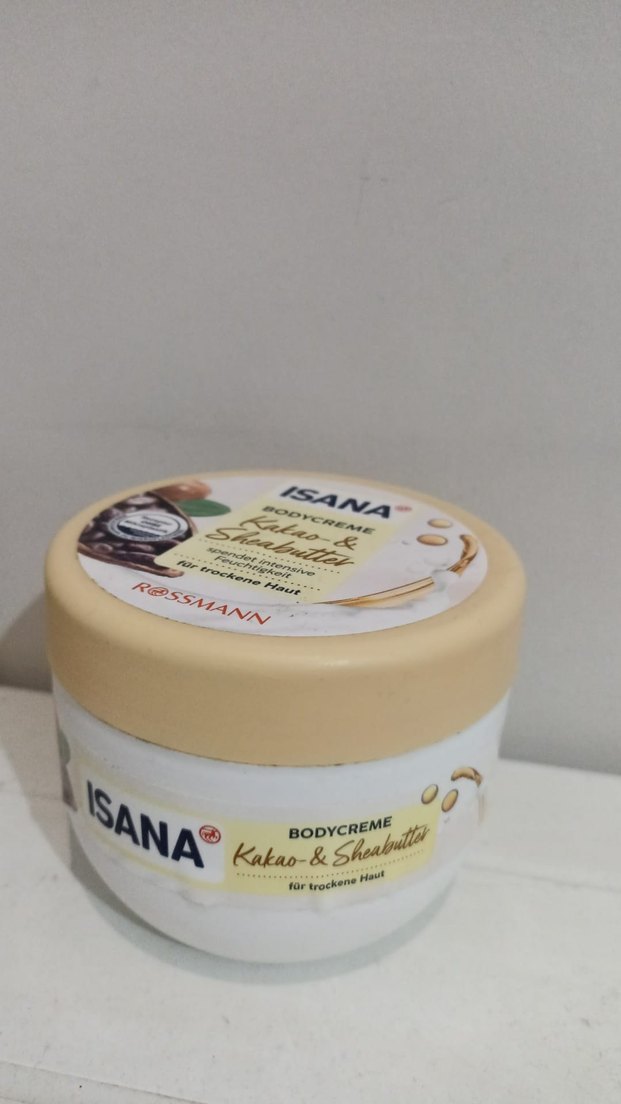 ISANA
BODYCREME
Kakao- &
Sheabutter
spendet intensive
Feuchtigkeit
für trockene Haut
ROSSMANN
ISANA
BODYCREME
Kakao- & Sheabutter
für trockene Haut